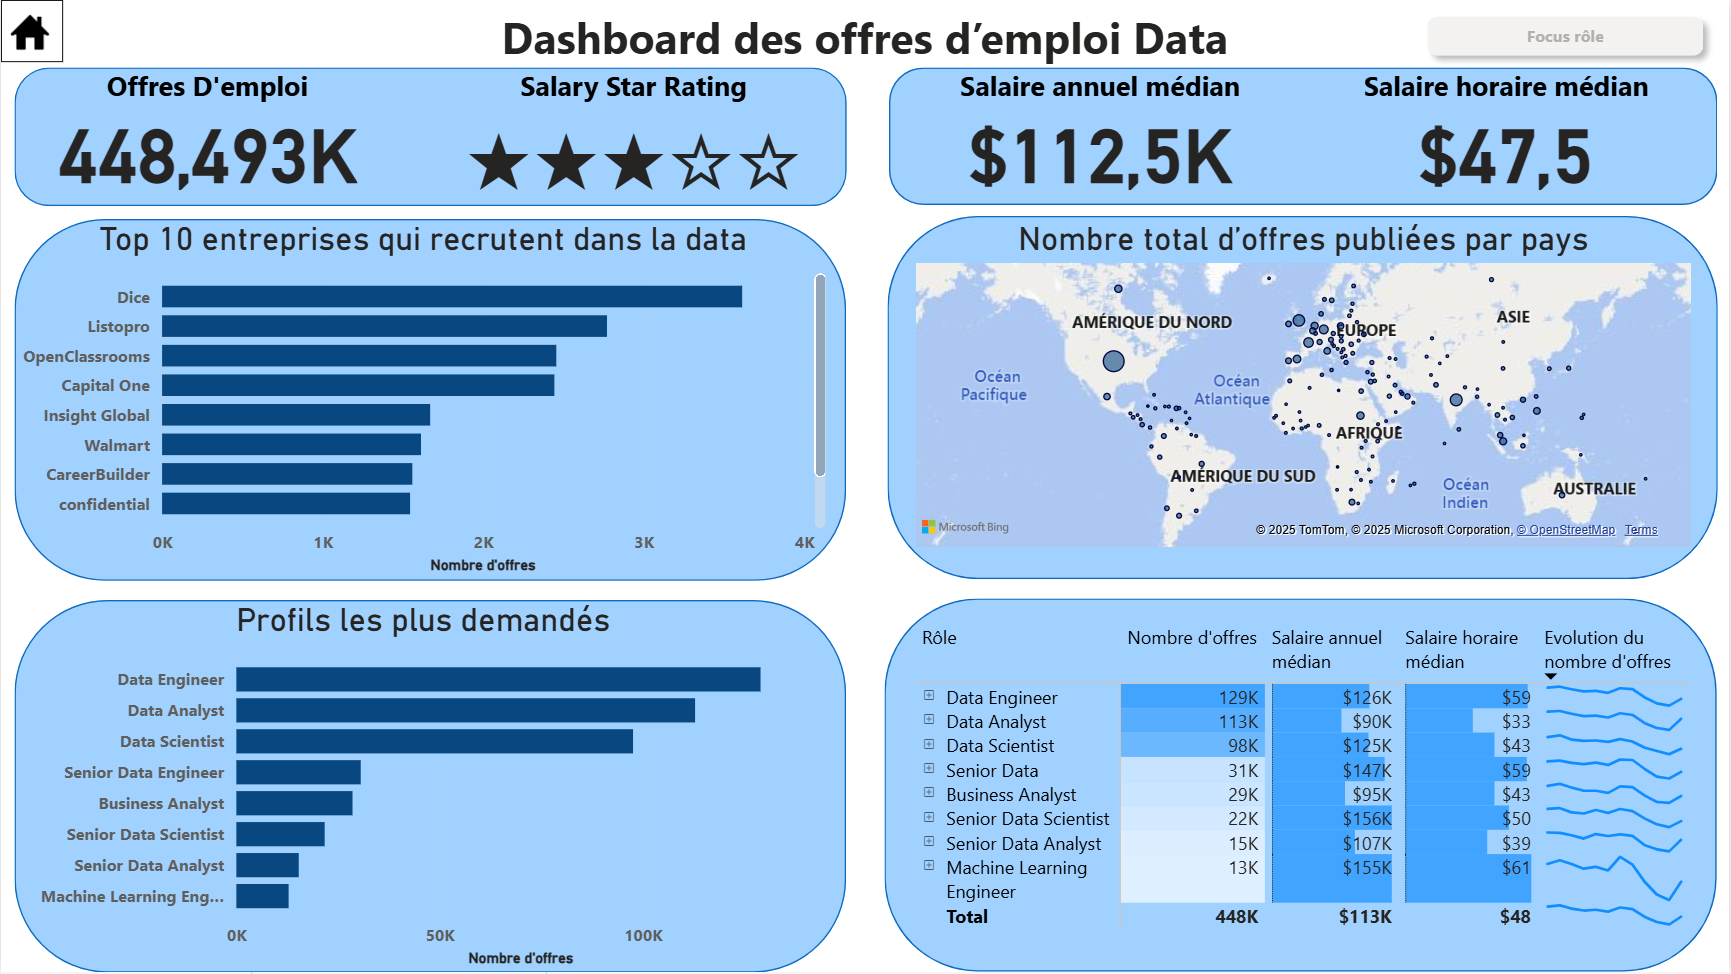 Dashboard des offres d’emploi Data
Focus rôle
Offres D'emploi
448,493K
Salary Star Rating
Salaire annuel médian
$112,5K
Salaire horaire médian
$47,5
Top 10 entreprises qui recrutent dans la data
Dice
Listopro
OpenClassrooms
Capital One
Insight Global
Walmart
CareerBuilder
confidential
0K 1K 2K 3K 4K
Nombre d'offres
Nombre total d’offres publiées par pays
AMÉRIQUE DU NORD
EUROPE
ASIE
Océan
Pacifique
Océan
Atlantique
AFRIQUE
AMÉRIQUE DU SUD
Océan
Indien
AUSTRALIE
Microsoft Bing
© 2025 TomTom, © 2025 Microsoft Corporation, © OpenStreetMap Terms
Profils les plus demandés
Data Engineer
Data Analyst
Data Scientist
Senior Data Engineer
Business Analyst
Senior Data Scientist
Senior Data Analyst
Machine Learning Eng...
0K 50K 100K
Nombre d'offres
Rôle Nombre d'offres Salaire annuel médian Salaire horaire médian Evolution du nombre d'offres
Data Engineer 129K $126K $59
Data Analyst 113K $90K $33
Data Scientist 98K $125K $43
Senior Data 31K $147K $59
Business Analyst 29K $95K $43
Senior Data Scientist 22K $156K $50
Senior Data Analyst 15K $107K $39
Machine Learning Engineer 13K $155K $61
Total 448K $113K $48